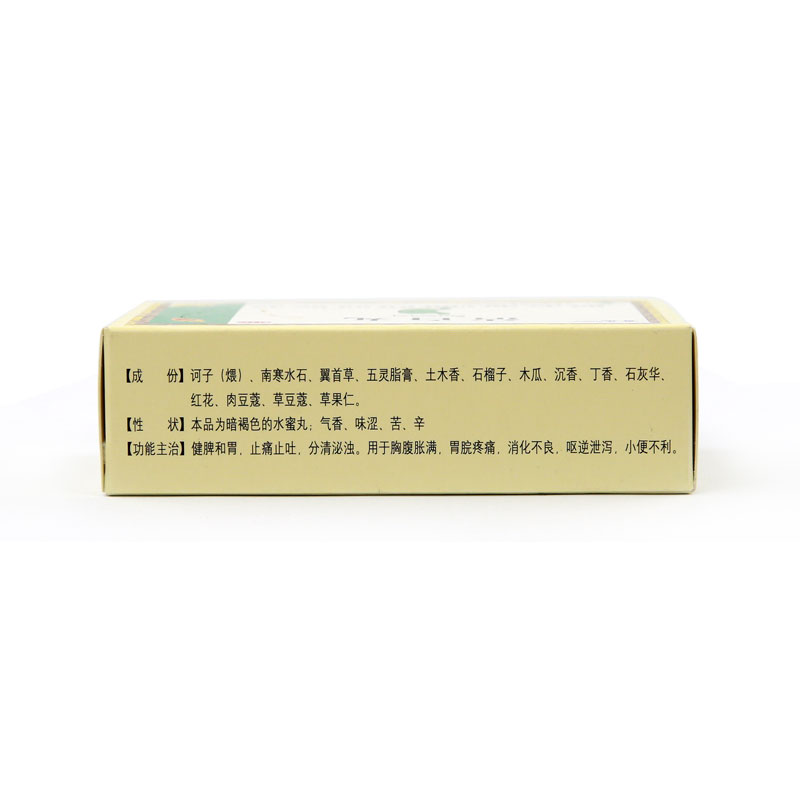 【成　份】诃子（煨）、南寒水石、翼首草、五灵脂膏、土木香、石榴子、木瓜、沉香、丁香、石灰华、
红花、肉豆蔻、草豆蔻、草果仁。
【性　状】本品为暗褐色的水蜜丸；气香、味涩、苦、辛
【功能主治】健脾和胃，止痛止吐，分清泌浊。用于胸腹胀满，胃脘疼痛，消化不良，呕逆泄泻，小便不利。